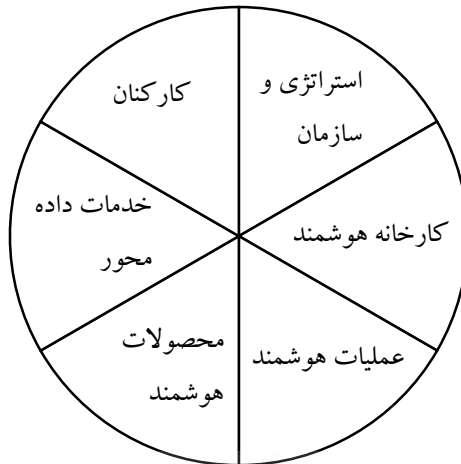 استراتژی و
سازمان
کارخانه هوشمند
عملیات هوشمند
محصولات
هوشمند
خدمات داده
محور
کارکنان